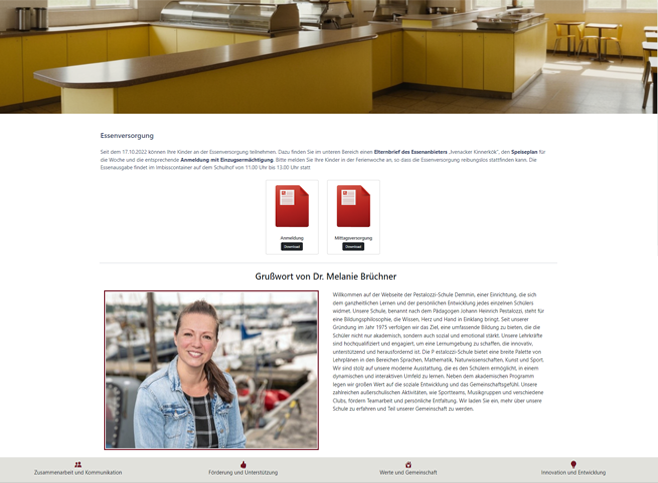 Essenversorgung
Seit dem 17.10.2022 können Ihre Kinder an der Essenversorgung teilnehmen. Dazu finden Sie im unteren Bereich einen Elternbrief des Essenanbieters „Ivenacker Kinnerkök“, den Speiseplan für
die Woche und die entsprechende Anmeldung mit Einzugsermächtigung. Bitte melden Sie Ihre Kinder in der Ferienwoche an, so dass die Essenversorgung reibungslos stattfinden kann. Die
Essenausgabe findet im Imbisscontainer auf dem Schulhof von 11.00 Uhr bis 13.00 Uhr statt
Anmeldung
Mittagsversorgung
Download
Download
Grußwort von Dr. Melanie Brüchner
Willkommen auf der Webseite der Pestalozzi-Schule Demmin, einer Einrichtung, die sich
dem ganzheitlichen Lernen und der persönlichen Entwicklung jedes einzelnen Schülers
widmet. Unsere Schule, benannt nach dem Pädagogen Johann Heinrich Pestalozzi, steht für
eine Bildungsphilosophie, die Wissen, Herz und Hand in Einklang bringt. Seit unserer
Gründung im Jahr 1975 verfolgen wir das Ziel, eine umfassende Bildung zu bieten, die die
Schüler nicht nur akademisch, sondern auch sozial und emotional stärkt. Unsere Lehrkräfte
sind hochqualifiziert und engagiert, um eine Lernumgebung zu schaffen, die innovativ,
unterstützend und herausfordernd ist. Die P estalozzi-Schule bietet eine breite Palette von
Lehrplänen in den Bereichen Sprachen, Mathematik, Naturwissenschaften, Kunst und Sport.
Wir sind stolz auf unsere moderne Ausstattung, die es den Schülern ermöglicht, in einem
dynamischen und interaktiven Umfeld zu lernen. Neben dem akademischen Programm
legen wir großen Wert auf die soziale Entwicklung und das Gemeinschaftsgefühl. Unsere
zahlreichen außerschulischen Aktivitäten, wie Sportteams, Musikgruppen und verschiedene
Clubs, fördern Teamarbeit und persönliche Entfaltung. Wir laden Sie ein, mehr über unsere
Schule zu erfahren und Teil unserer Gemeinschaft zu werden.
Zusammenarbeit und Kommunikation
Förderung und Unterstützung
Werte und Gemeinschaft
Innovation und Entwicklung